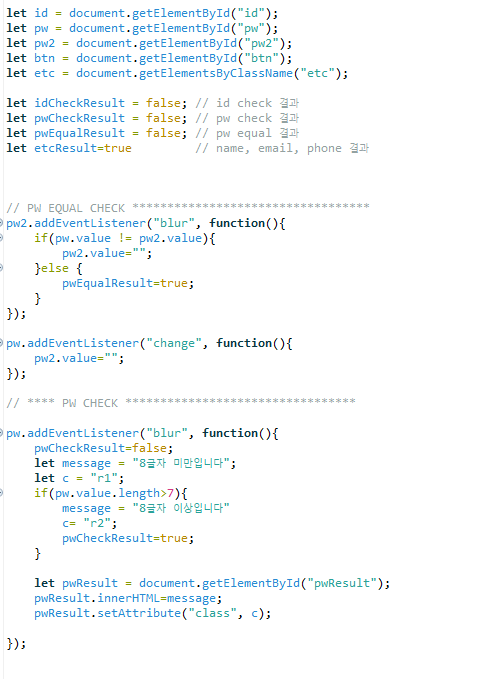 let id = document.getElementById("id");
let pw = document.getElementById("pw");
let pw2 = document.getElementById("pw2");
let btn = document.getElementById("btn");
let etc = document.getElementsByClassName("etc");

let idCheckResult = false; // id check 결과
let pwCheckResult = false; // pw check 결과
let pwEqualResult = false; // pw equal 결과
let etcResult=true         // name, email, phone 결과

// PW EQUAL CHECK **********************************
pw2.addEventListener("blur", function(){
    if(pw.value != pw2.value){
        pw2.value="";
    }else {
        pwEqualResult=true;
    }
});

pw.addEventListener("change", function(){
    pw2.value="";
});

// **** PW CHECK *********************************

pw.addEventListener("blur", function(){
    pwCheckResult=false;
    let message = "8글자 미만입니다";
    let c = "r1";
    if(pw.value.length>7){
        message = "8글자 이상입니다"
        c= "r2";
        pwCheckResult=true;
    }

    let pwResult = document.getElementById("pwResult");
    pwResult.innerHTML=message;
    pwResult.setAttribute("class", c);

});